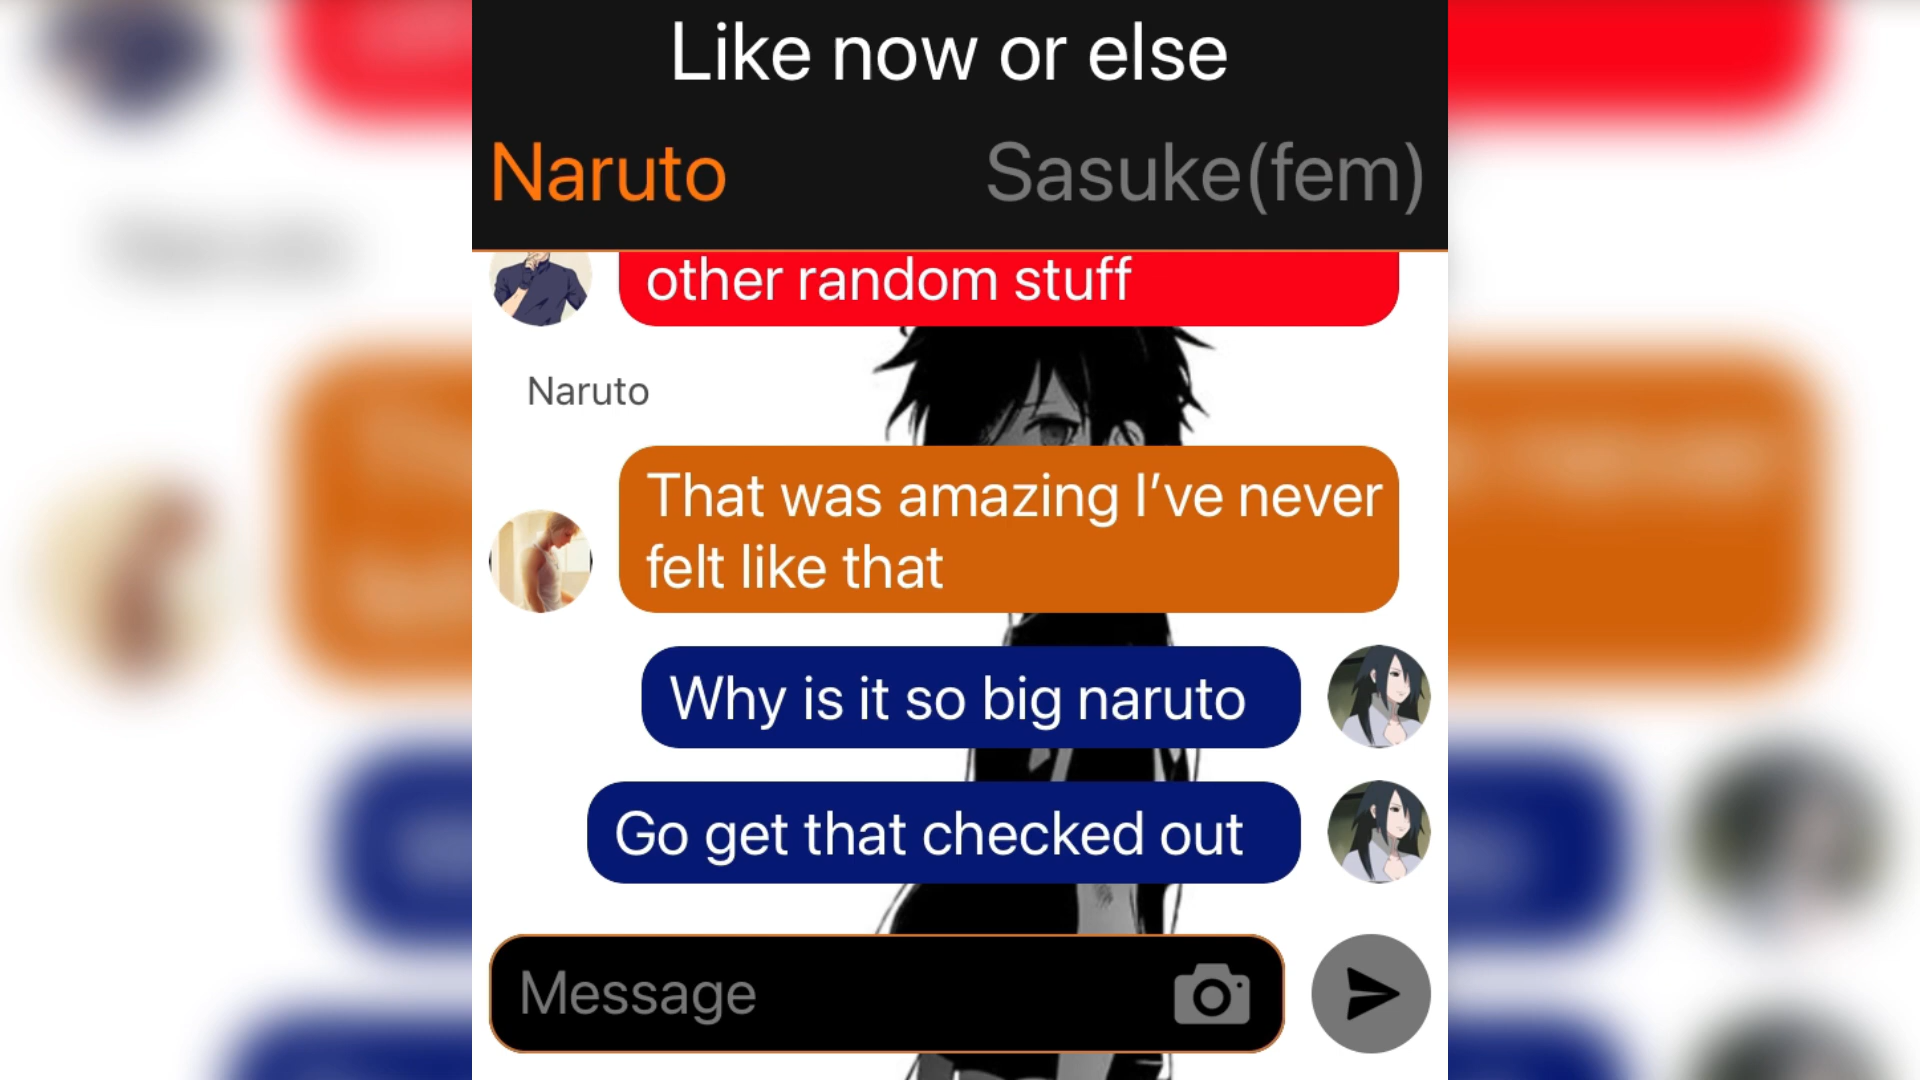 Like now or else
Naruto
Sasuke(fem)
other random stuff
Naruto
That was amazing I’ve never
felt like that
Why is it so big naruto
Go get that checked out
Message